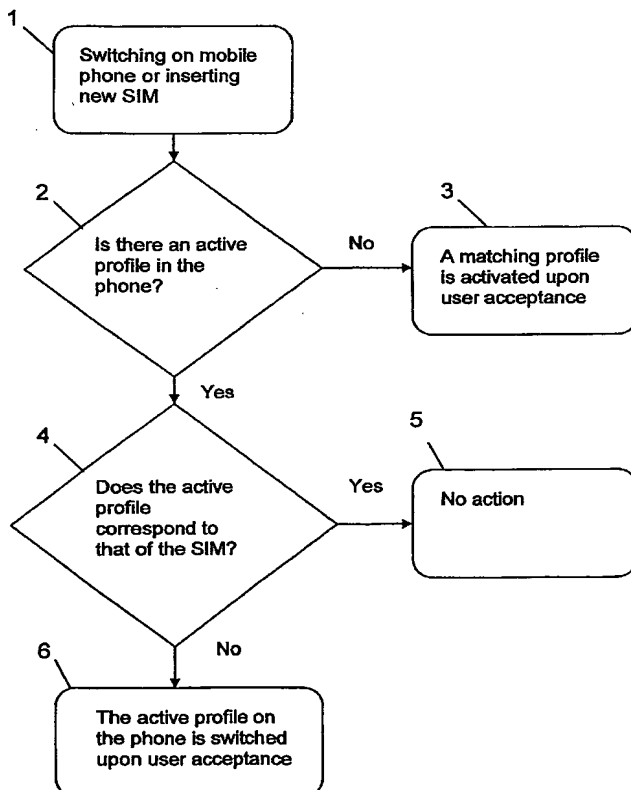 1
Switching on mobile
phone or inserting
new SIM
2
Is there an active
profile in the
phone?
No
3
A matching profile
is activated upon
user acceptance
Yes
4
Does the active
profile
correspond to
that of the SIM?
Yes
5
No action
No
6
The active profile on
the phone is switched
upon user acceptance